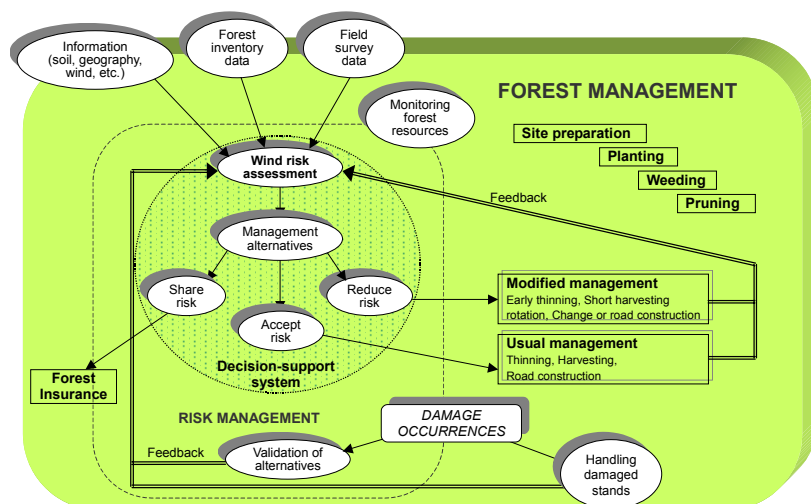 Information
(soil, geography,
wind, etc.)
Forest
inventory
data
Field
survey
data
Monitoring
forest
resources
FOREST MANAGEMENT
Site preparation
Planting
Weeding
Pruning
Wind risk
assessment
Feedback
Management
alternatives
Share
risk
Reduce risk
Accept
risk
Modified management
Early thinning, Short harvesting
rotation, Change or road construction
Usual management
Thinning, Harvesting,
Road construction
Decision-support
system
Forest
Insurance
RISK MANAGEMENT
DAMAGE
OCCURRENCES
Feedback
Validation of
alternatives
Handling
damaged
stands